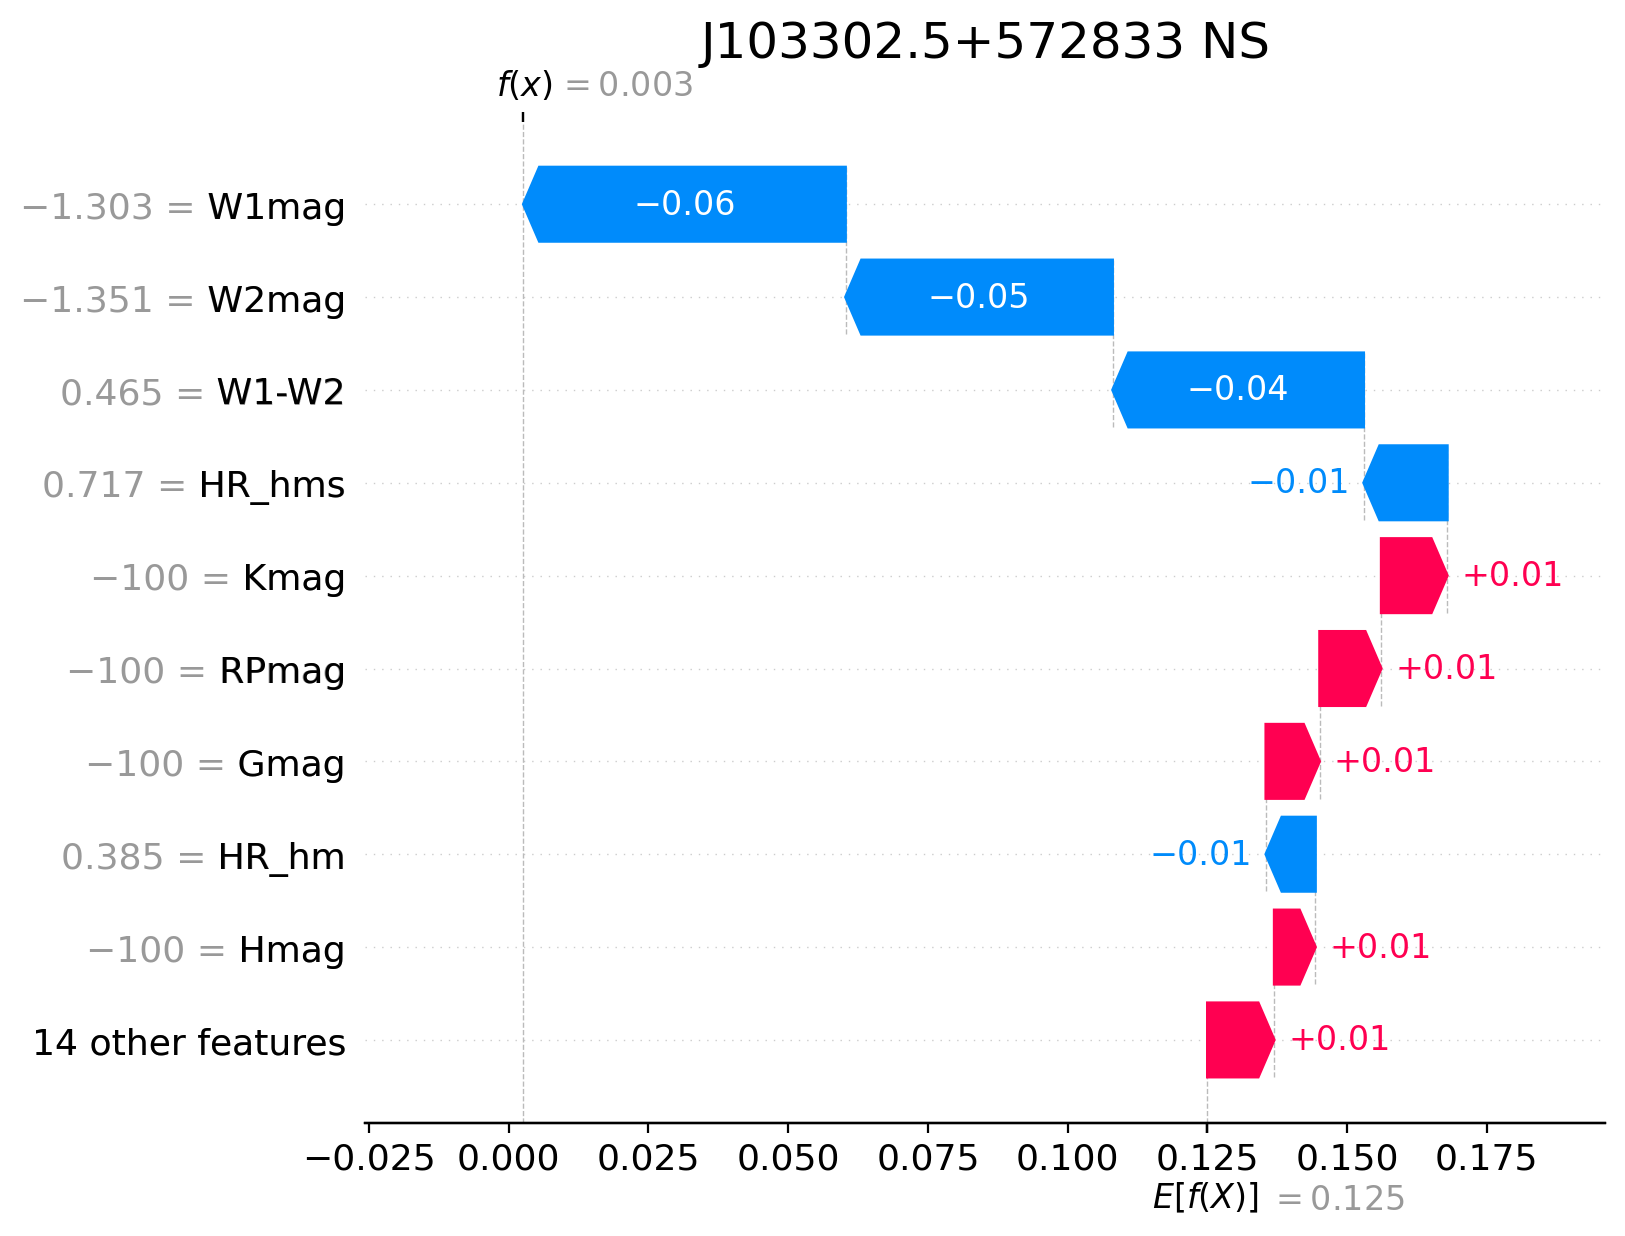 J103302.5+572833 NS
f(x) = 0.003
−1.303 = W1mag
−0.06
−1.351 = W2mag
−0.05
0.465 = W1-W2
−0.04
0.717 = HR_hms
−0.01
−100 = Kmag
+0.01
−100 = RPmag
+0.01
−100 = Gmag
+0.01
0.385 = HR_hm
−0.01
−100 = Hmag
+0.01
14 other features
+0.01
−0.025 0.000 0.025 0.050 0.075 0.100 0.125 0.150 0.175
E[f(X)] = 0.125